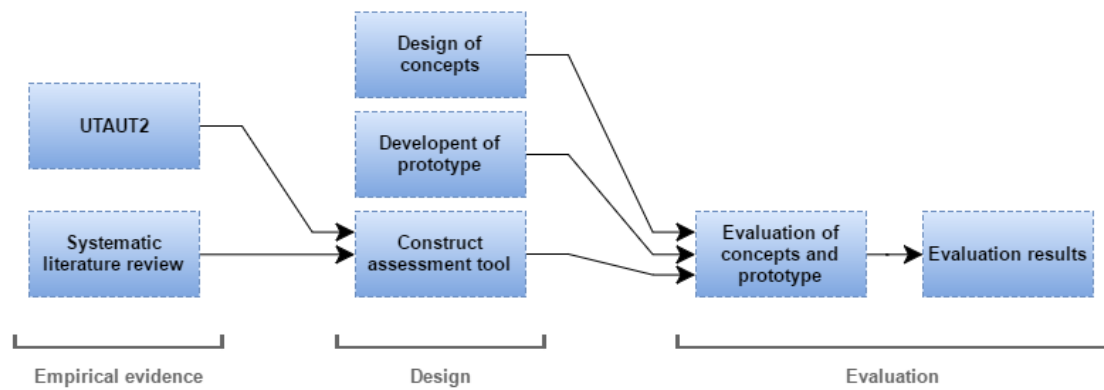 UTAUT2
Systematic
literature review
Design of
concepts
Developent of
prototype
Construct
assessment tool
Evaluation of
concepts and
prototype
Evaluation results
Empirical evidence
Design
Evaluation